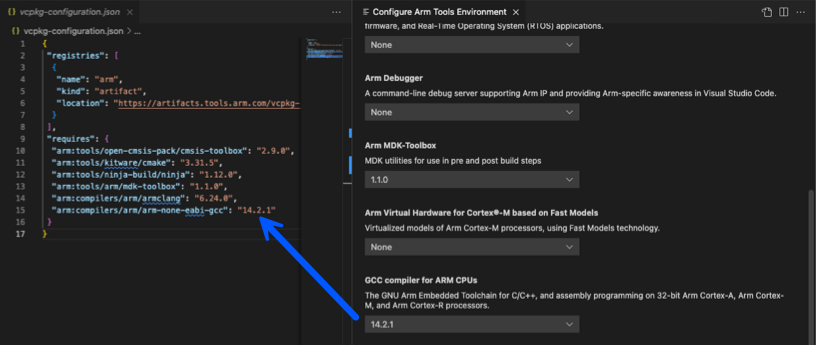 vcpkg-configuration.json
vcpkg-configuration.json > ...
1 {
2 "registries": [
3 {
4 "name": "arm",
5 "kind": "artifact",
6 "location": "https://artifacts.tools.arm.com/vcpkg-
7 }
8 ],
9 "requires": {
10 "arm:tools/open-cmsis-pack/cmsis-toolbox": "2.9.0",
11 "arm:tools/kitware/cmake": "3.31.5",
12 "arm:tools/ninja-build/ninja": "1.12.0",
13 "arm:tools/arm/mdk-toolbox": "1.1.0",
14 "arm:compilers/arm/armclang": "6.24.0",
15 "arm:compilers/arm/arm-none-eabi-gcc": "14.2.1"
16 }
17 }
Configure Arm Tools Environment
firmware, and Real-Time Operating System (RTOS) applications.
None
Arm Debugger
A command-line debug server supporting Arm IP and providing Arm-specific awareness in Visual Studio Code.
None
Arm MDK-Toolbox
MDK utilities for use in pre and post build steps
1.1.0
Arm Virtual Hardware for Cortex®-M based on Fast Models
Virtualized models of Arm Cortex-M processors, using Fast Models technology.
None
GCC compiler for ARM CPUs
The GNU Arm Embedded Toolchain for C/C++, and assembly programming on 32-bit Arm Cortex-A, Arm Cortex-
M, and Arm Cortex-R processors.
14.2.1